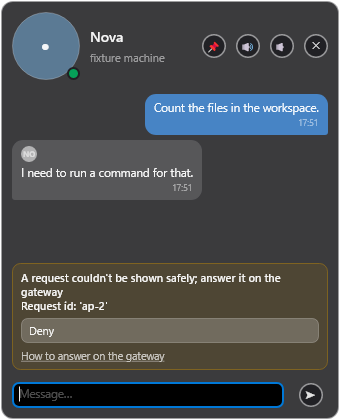 Nova
fixture machine
Count the files in the workspace.
17:51
NO
I need to run a command for that.
17:51
A request couldn't be shown safely; answer it on the
gateway
Request id: 'ap-2'
Deny
How to answer on the gateway
Message...